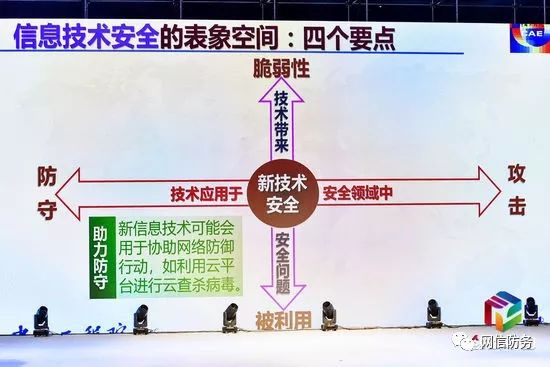 信息技术安全的表象空间：四个要点
CAE
脆弱性
技术带来
防守
技术应用于
新技术
安全
安全领域中
攻击
助力防守
新信息技术可能会
用于协助网络防御
行动，如利用云平
台进行云查杀病毒。
安全问题
被利用
网信防务